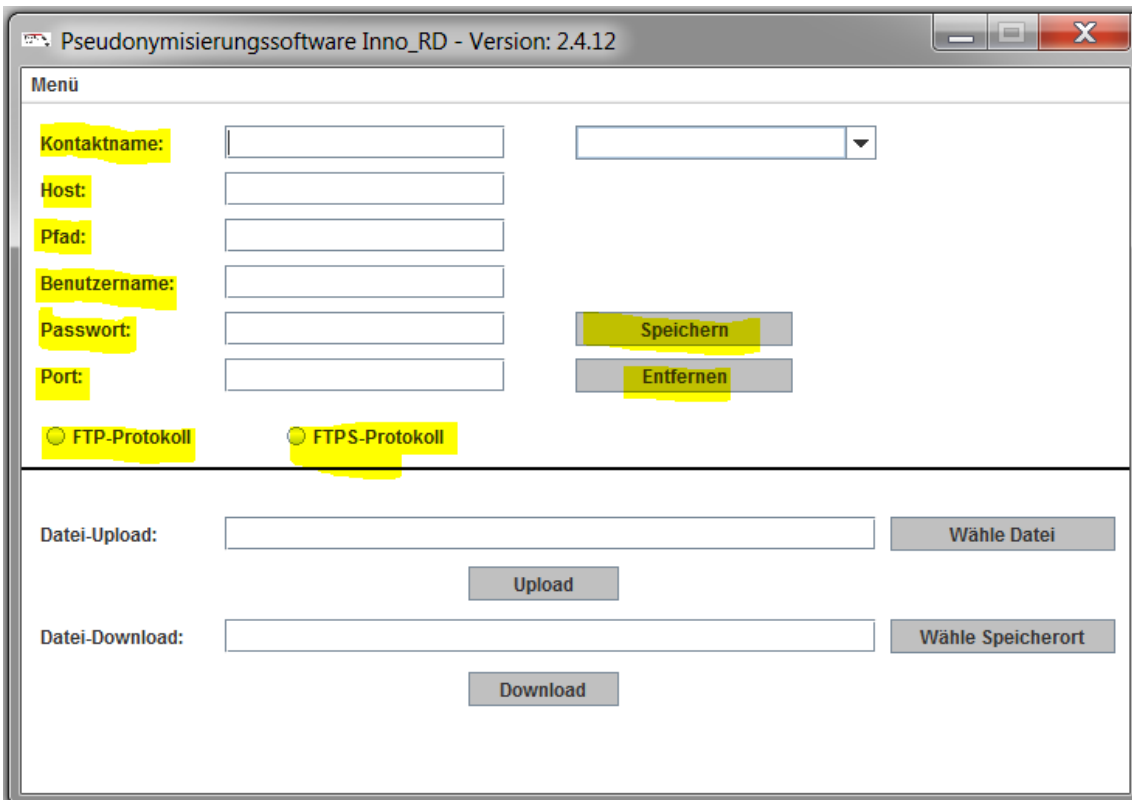 Pseudonymisierungssoftware Inno_RD - Version: 2.4.12
Menü
Kontaktname:
Host:
Pfad:
Benutzername:
Passwort: Speichern
Port: Entfernen
FTP-Protokoll FTPS-Protokoll
Datei-Upload: Wähle Datei
Upload
Datei-Download: Wähle Speicherort
Download